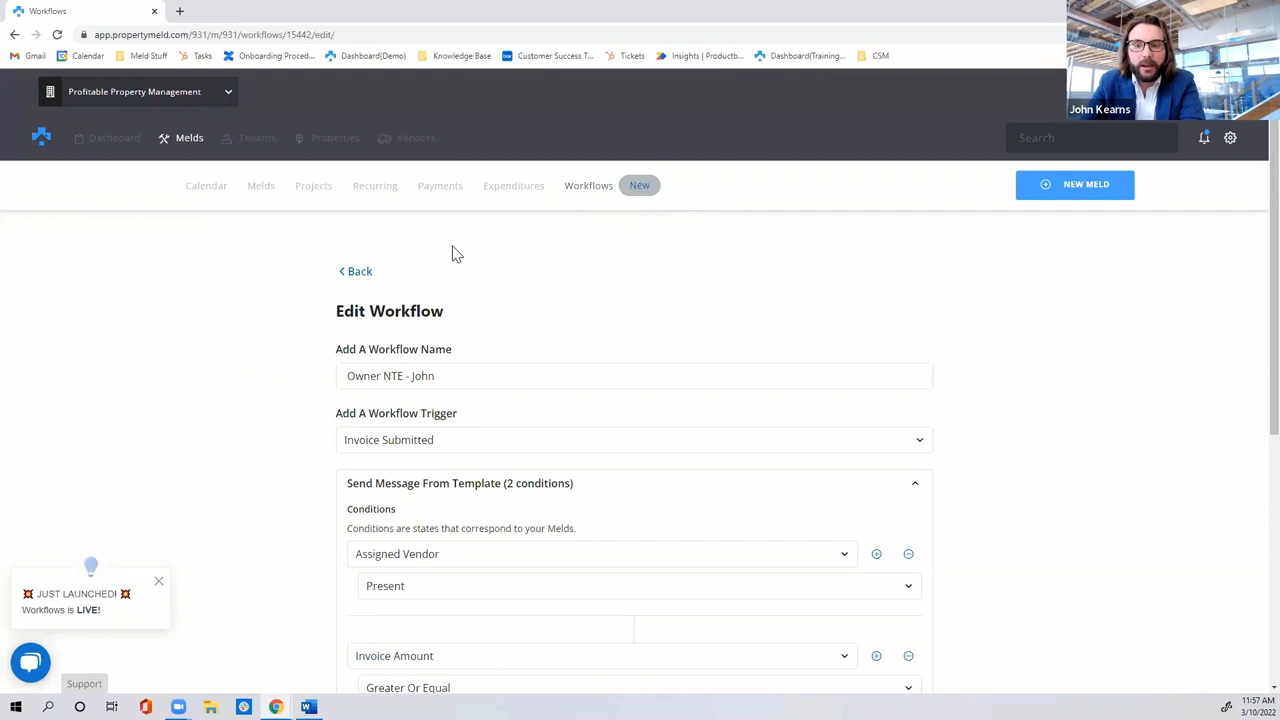 Workflows
app.propertymeld.com/931/m/931/workflows/15442/edit/
Gmail Calendar Meld Stuff Tasks Onboarding Proced... Dashboard(Demo) Knowledge Base Customer Success T... Tickets Insights | Productb... Dashboard(Training... CSM
John Kearns
Profitable Property Management
Dashboard Melds Tenants Properties Vendors Search
Calendar Melds Projects Recurring Payments Expenditures Workflows New NEW MELD
Back
Edit Workflow
Add A Workflow Name
Owner NTE - John
Add A Workflow Trigger
Invoice Submitted
Send Message From Template (2 conditions)
Conditions
Conditions are states that correspond to your Melds.
Assigned Vendor
Present
Invoice Amount
Greater Or Equal
JUST LAUNCHED!
Workflows is LIVE!
Support
11:57 AM
3/10/2022